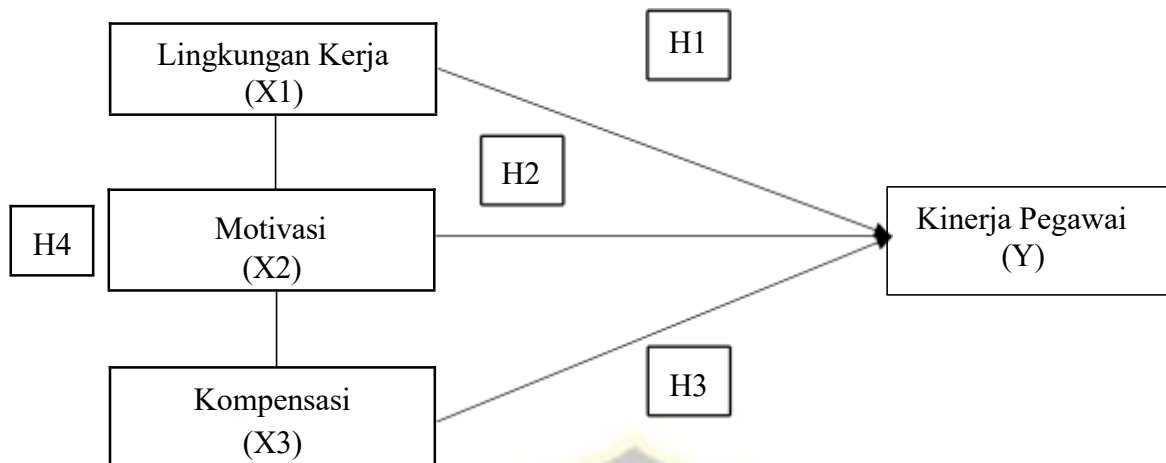 Lingkungan Kerja
(X1)
H1
H2
Motivasi
(X2)
H4
Kinerja Pegawai
(Y)
Kompensasi
(X3)
H3